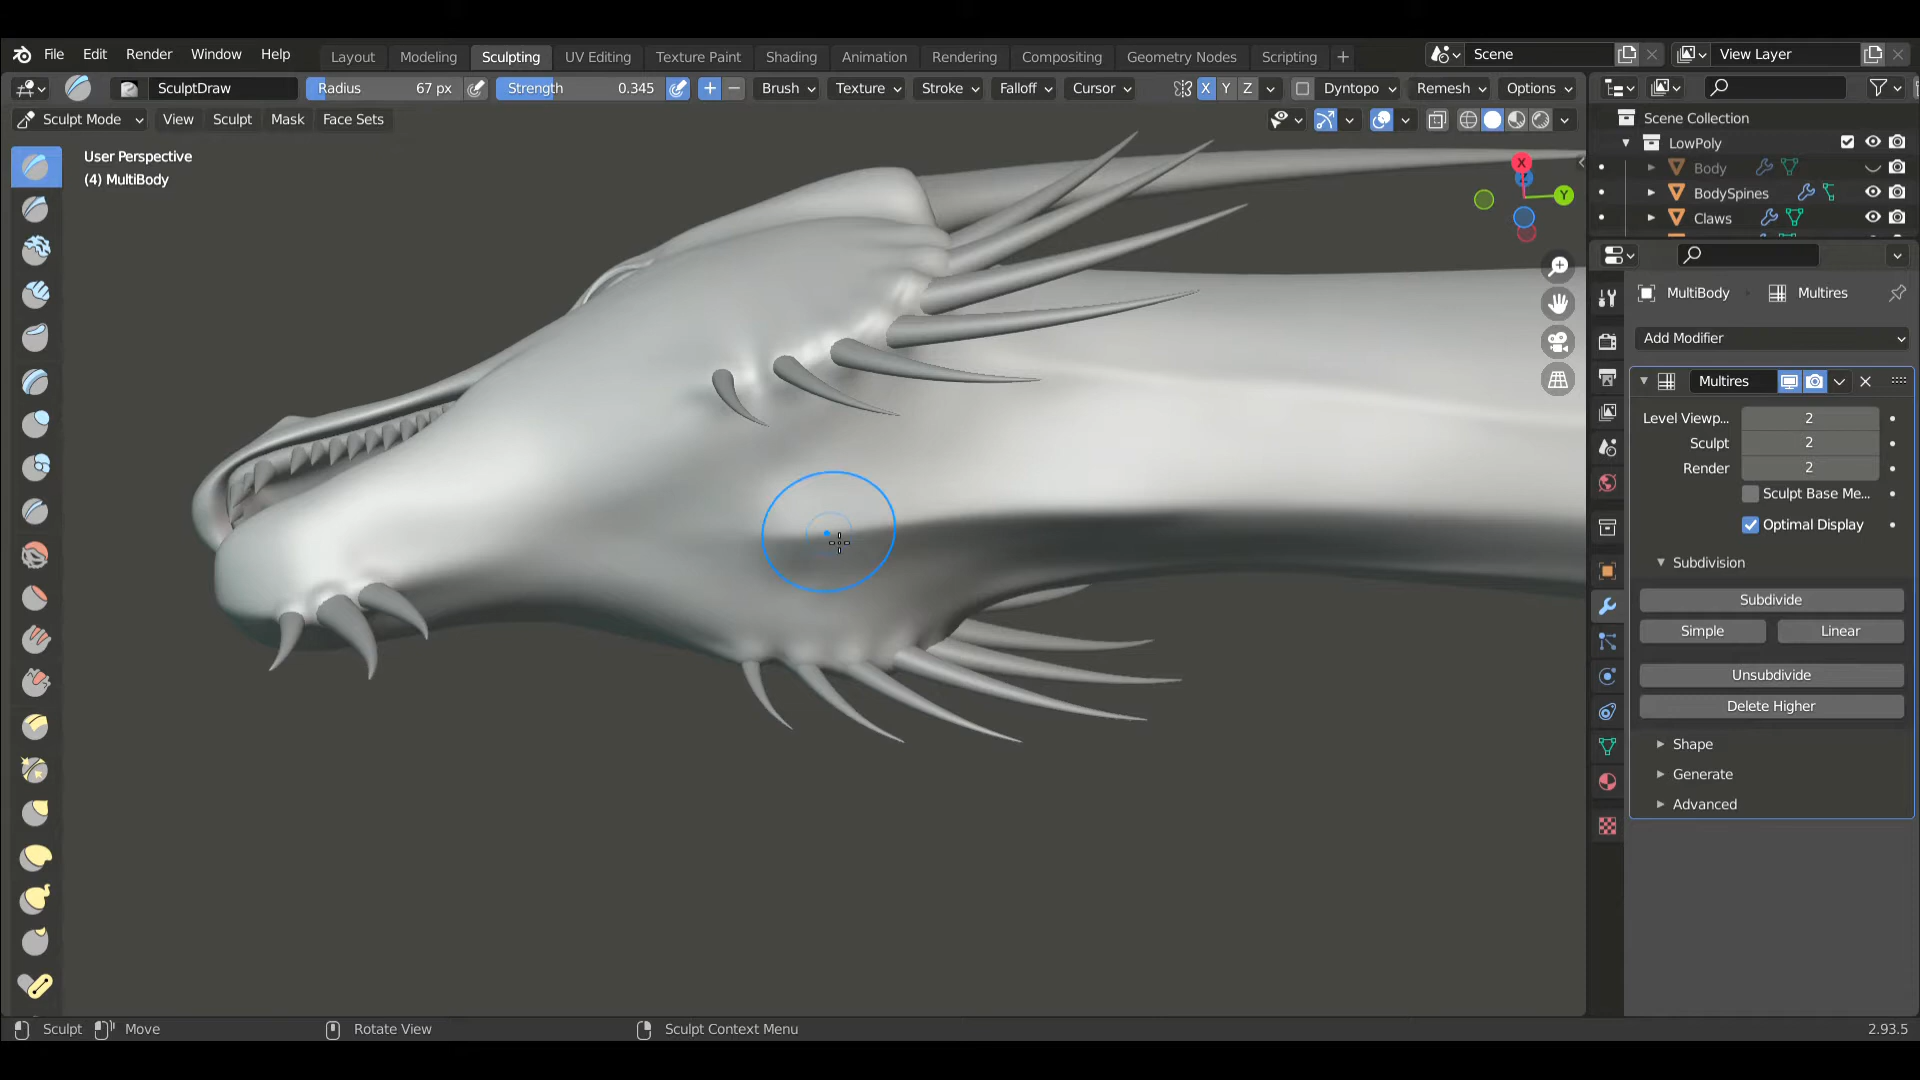 File Edit Render Window Help Layout Modeling Sculpting UV Editing Texture Paint Shading Animation Rendering Compositing Geometry Nodes Scripting + Scene View Layer
SculptDraw Radius 67 px Strength 0.345 Brush Texture Stroke Falloff Cursor X Y Z Dyntopo Remesh Options
Sculpt Mode View Sculpt Mask Face Sets
User Perspective
(4) MultiBody
X
Y
Scene Collection
LowPoly
Body
BodySpines
Claws
MultiBody Multires
Add Modifier
Multires
Level Viewp... 2
Sculpt 2
Render 2
Sculpt Base Me...
Optimal Display
Subdivision
Subdivide
Simple Linear
Unsubdivide
Delete Higher
Shape
Generate
Advanced
Sculpt Move Rotate View Sculpt Context Menu 2.93.5